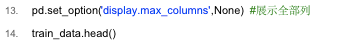 13. pd.set_option('display.max_columns',None) #展示全部列
14. train_data.head()